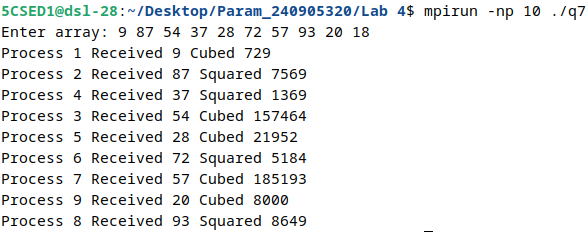 5CSED1@dsl-28:~/Desktop/Param_240905320/Lab 4$ mpirun -np 10 ./q7
Enter array: 9 87 54 37 28 72 57 93 20 18
Process 1 Received 9 Cubed 729
Process 2 Received 87 Squared 7569
Process 4 Received 37 Squared 1369
Process 3 Received 54 Cubed 157464
Process 5 Received 28 Cubed 21952
Process 6 Received 72 Squared 5184
Process 7 Received 57 Cubed 185193
Process 9 Received 20 Cubed 8000
Process 8 Received 93 Squared 8649